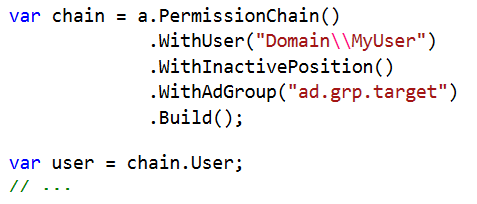 var chain = a.PermissionChain()
.WithUser("Domain\\MyUser")
.WithInactivePosition()
.WithAdGroup("ad.grp.target")
.Build();
var user = chain.User;
// ...